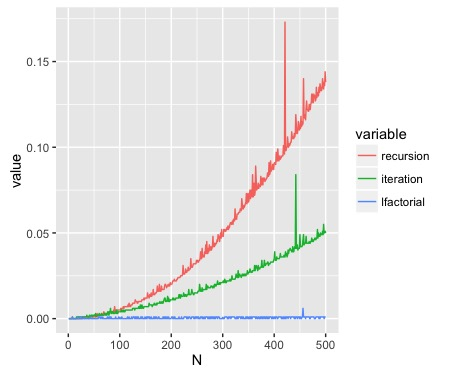 0.15
0.10
0.05
0.00
value
0 100 200 300 400 500
N
variable
recursion
iteration
lfactorial